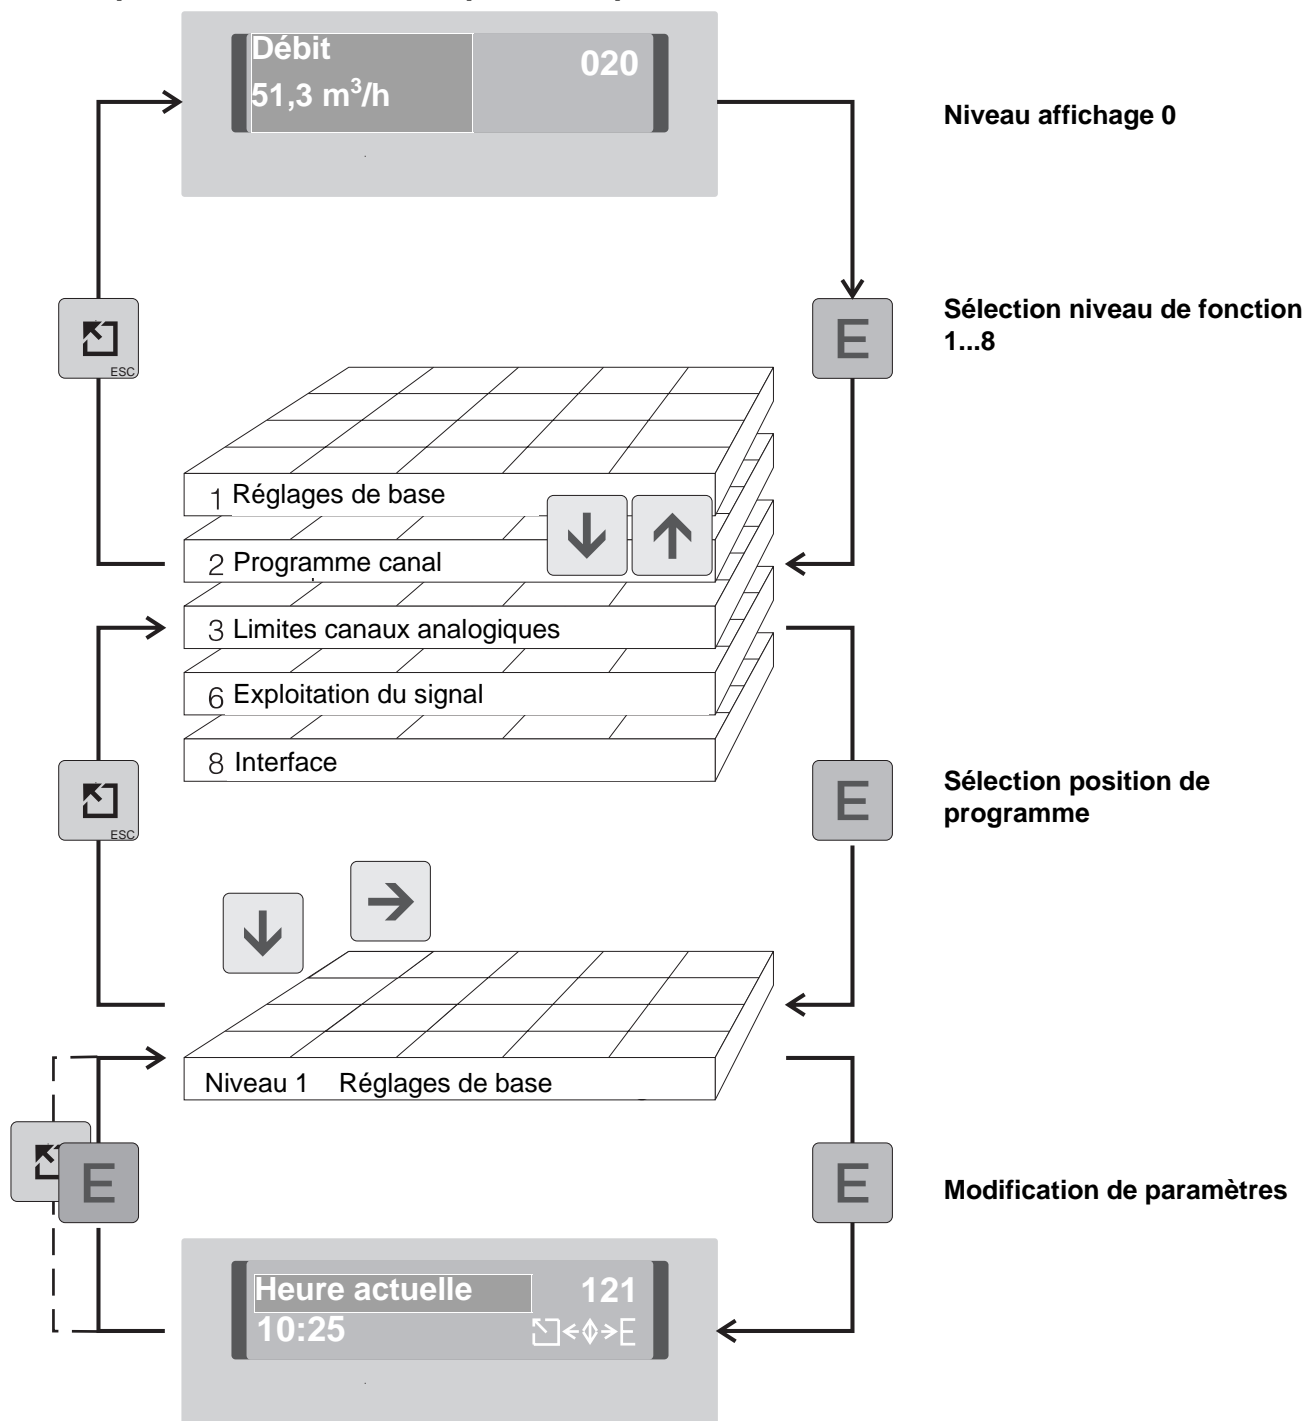 Débit
020
51,3 m³/h
Niveau affichage 0
Sélection niveau de fonction
1...8
ESC
E
1 Réglages de base
2 Programme canal
3 Limites canaux analogiques
6 Exploitation du signal
8 Interface
ESC
E
Sélection position de
programme
Niveau 1 Réglages de base
E
E
Modification de paramètres
Heure actuelle
121
10:25
E